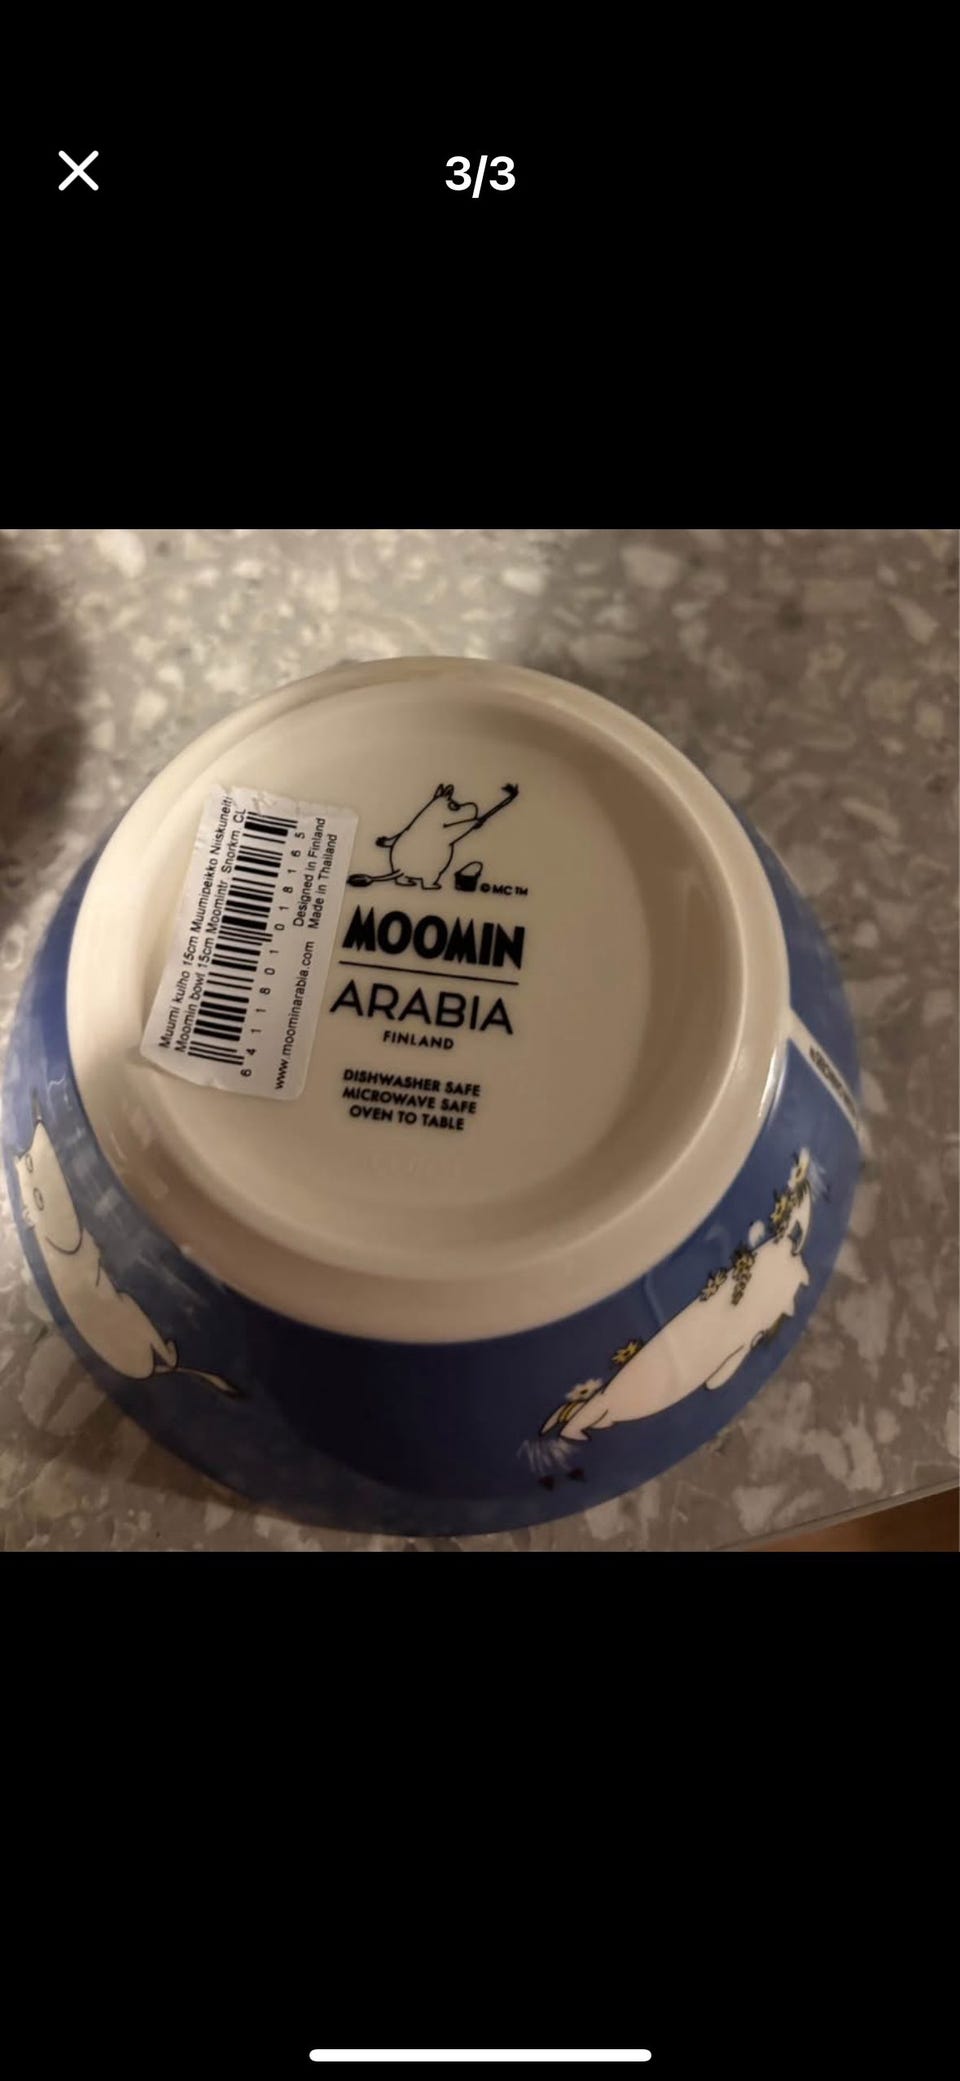 3/3
Muumi kulho 15cm Muumipeikko Niiskuneiti
Moomin bowl 15cm Moomintr. Snorkm. CL
6 411801 018165
Designed in Finland
www.moominarabia.com Made in Thailand
© MC ™
MOOMIN
ARABIA
FINLAND
DISHWASHER SAFE
MICROWAVE SAFE
OVEN TO TABLE